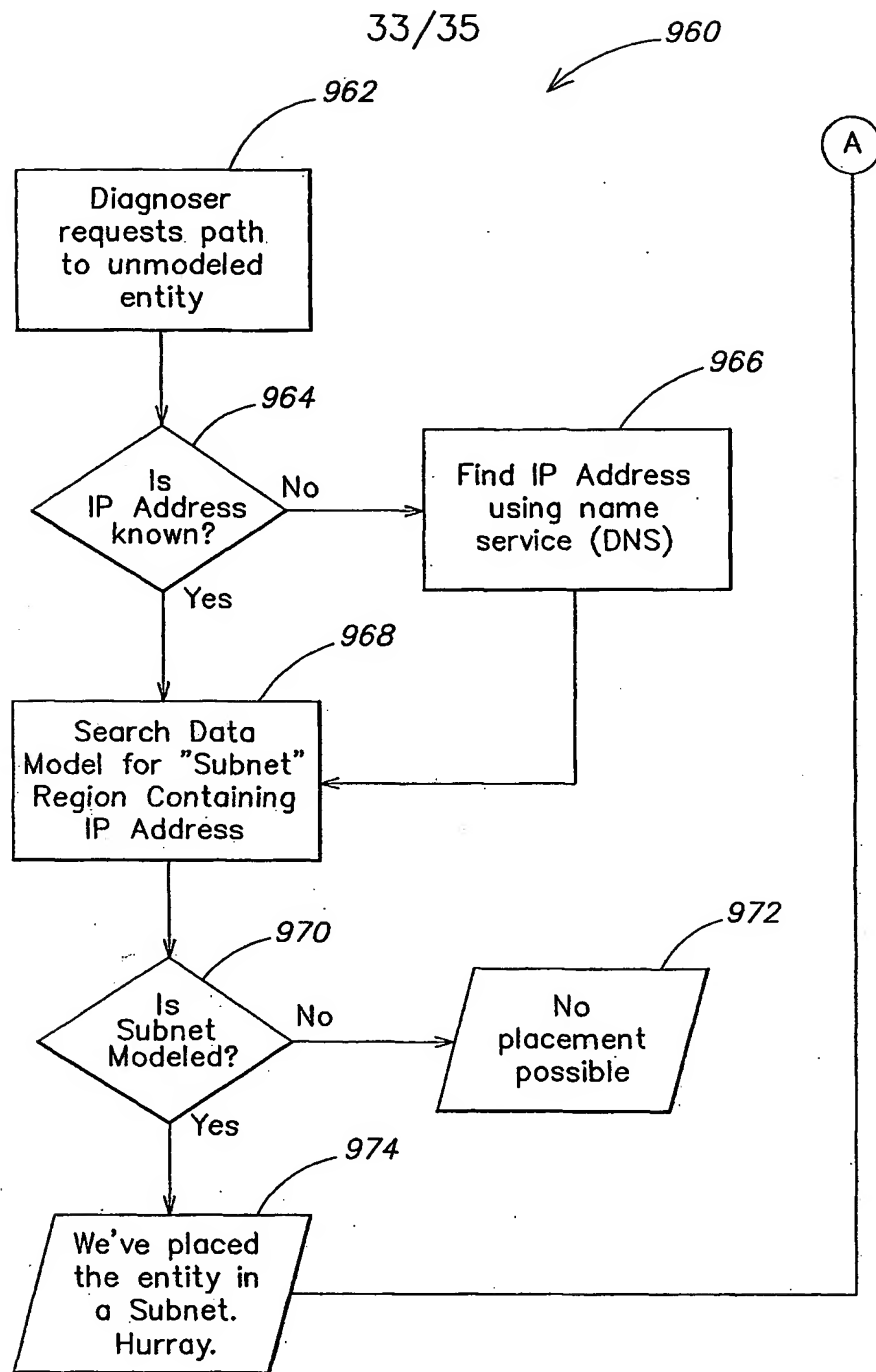 33/35
960
962
A
Diagnoser
requests path
to unmodeled
entity
964
966
Is
IP Address
known?
No
Find IP Address
using name
service (DNS)
Yes
968
Search Data
Model for "Subnet"
Region Containing
IP Address
970
972
Is
Subnet
Modeled?
No
No
placement
possible
Yes
974
We've placed
the entity in
a Subnet.
Hurray.